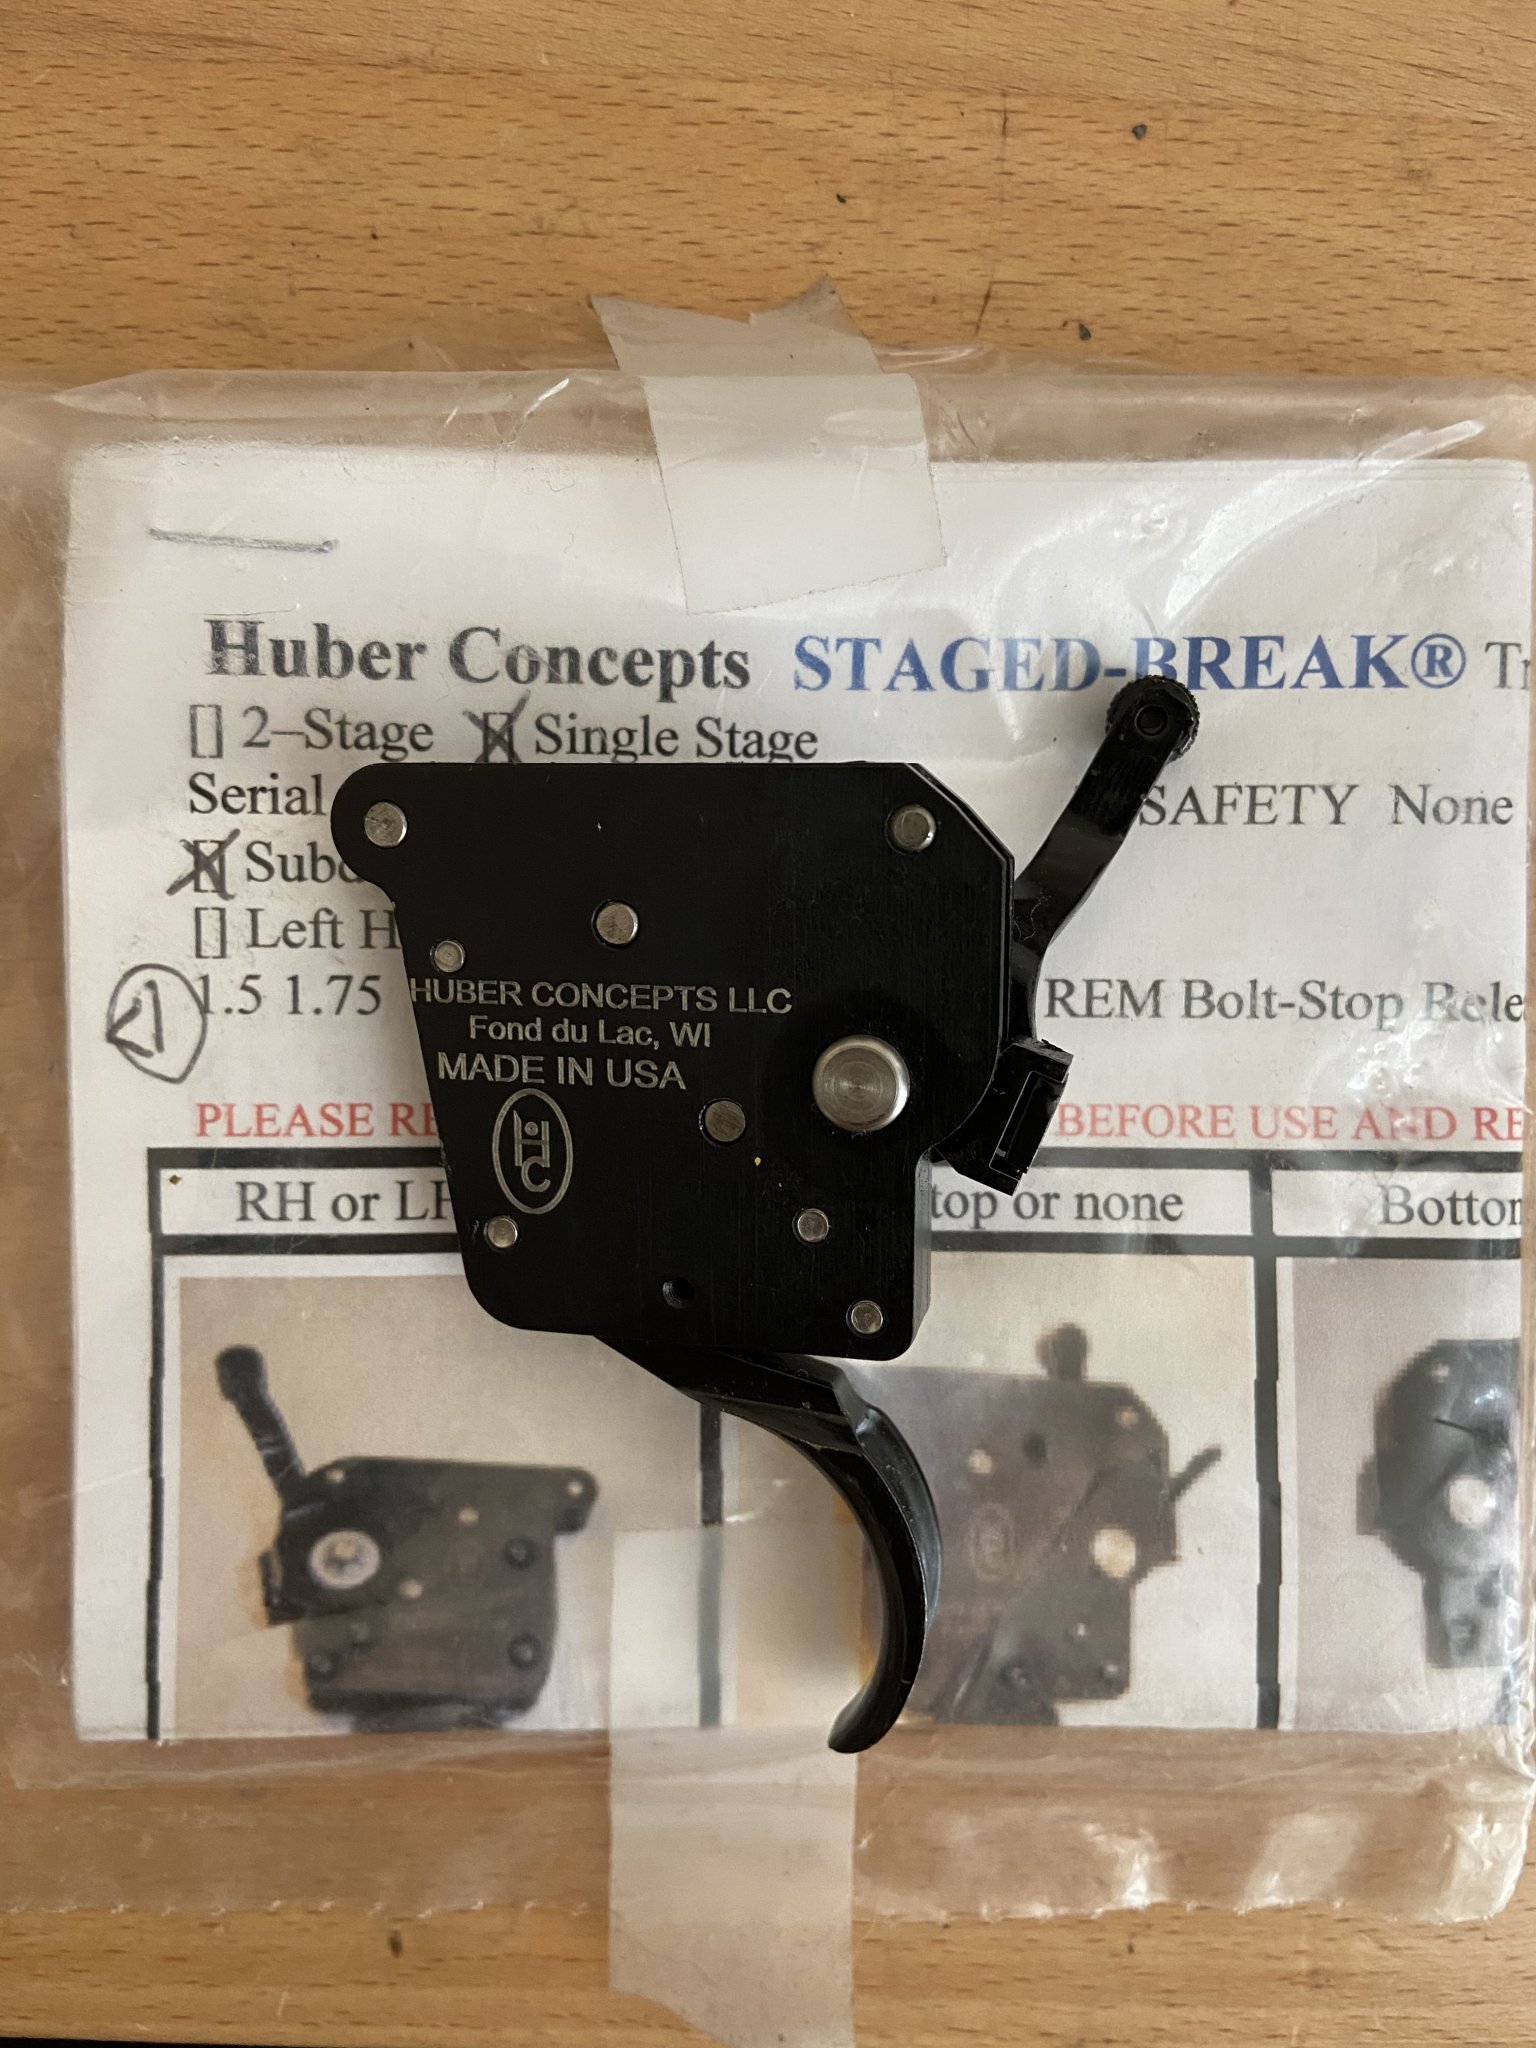 Huber Concepts STAGED-BREAK®
[] 2–Stage [X] Single Stage
Serial SAFETY None
[X]
[] Left
<1 1.5 1.75 REM Bolt-Stop
HUBER CONCEPTS LLC
Fond du Lac, WI
MADE IN USA
HC
PLEASE BEFORE USE AND
RH or top or none